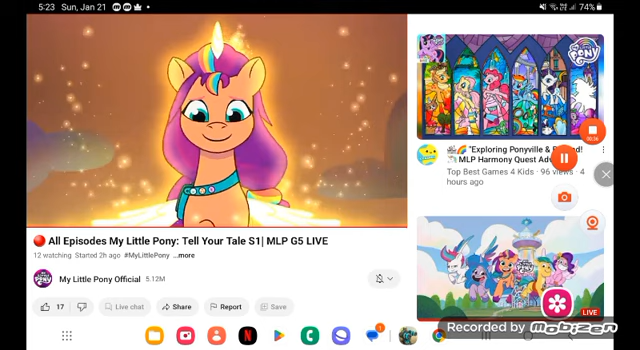 5:23 Sun, Jan 21
74%
🔴 All Episodes My Little Pony: Tell Your Tale S1| MLP G5 LIVE
12 watching Started 2h ago #MyLittlePony ...more
My Little Pony Official 5.12M
17
Live chat
Share
Report
Save
"Exploring Ponyville &
MLP Harmony Quest
Top Best Games 4 Kids • 96 views • 4
hours ago
LIVE
1
RECORDED BY
MOBIZEN